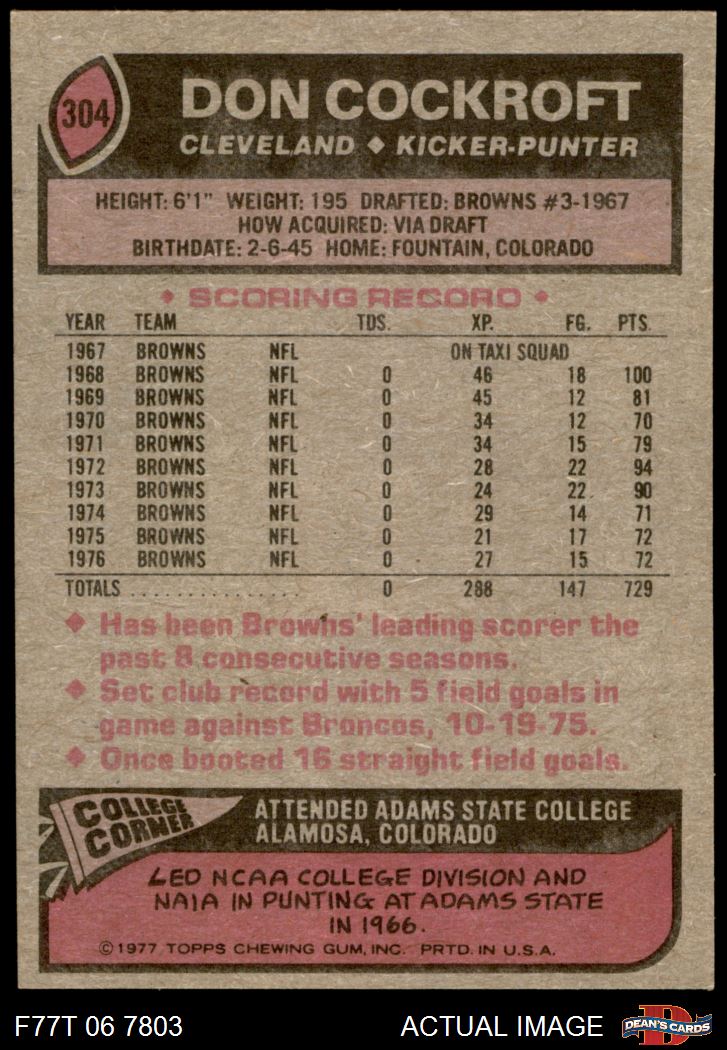 304
DON COCKROFT
CLEVELAND ◆ KICKER-PUNTER
HEIGHT: 6'1" WEIGHT: 195 DRAFTED: BROWNS #3-1967
HOW ACQUIRED: VIA DRAFT
BIRTHDATE: 2-6-45 HOME: FOUNTAIN, COLORADO
◆ SCORING RECORD ◆
YEAR TEAM TDS. XP. FG. PTS.
1967 BROWNS NFL ON TAXI SQUAD
1968 BROWNS NFL 0 46 18 100
1969 BROWNS NFL 0 45 12 81
1970 BROWNS NFL 0 34 12 70
1971 BROWNS NFL 0 34 15 79
1972 BROWNS NFL 0 28 22 94
1973 BROWNS NFL 0 24 22 90
1974 BROWNS NFL 0 29 14 71
1975 BROWNS NFL 0 21 17 72
1976 BROWNS NFL 0 27 15 72
TOTALS ............... 0 288 147 729
◆ Has been Browns' leading scorer the
past 8 consecutive seasons.
◆ Set club record with 5 field goals in
game against Broncos, 10-19-75.
◆ Once booted 16 straight field goals.
COLLEGE
CORNER
ATTENDED ADAMS STATE COLLEGE
ALAMOSA, COLORADO
LED NCAA COLLEGE DIVISION AND
NAIA IN PUNTING AT ADAMS STATE
IN 1966.
©1977 TOPPS CHEWING GUM, INC. PRTD. IN U.S.A.
F77T 06 7803 ACTUAL IMAGE D DEAN'S CARDS